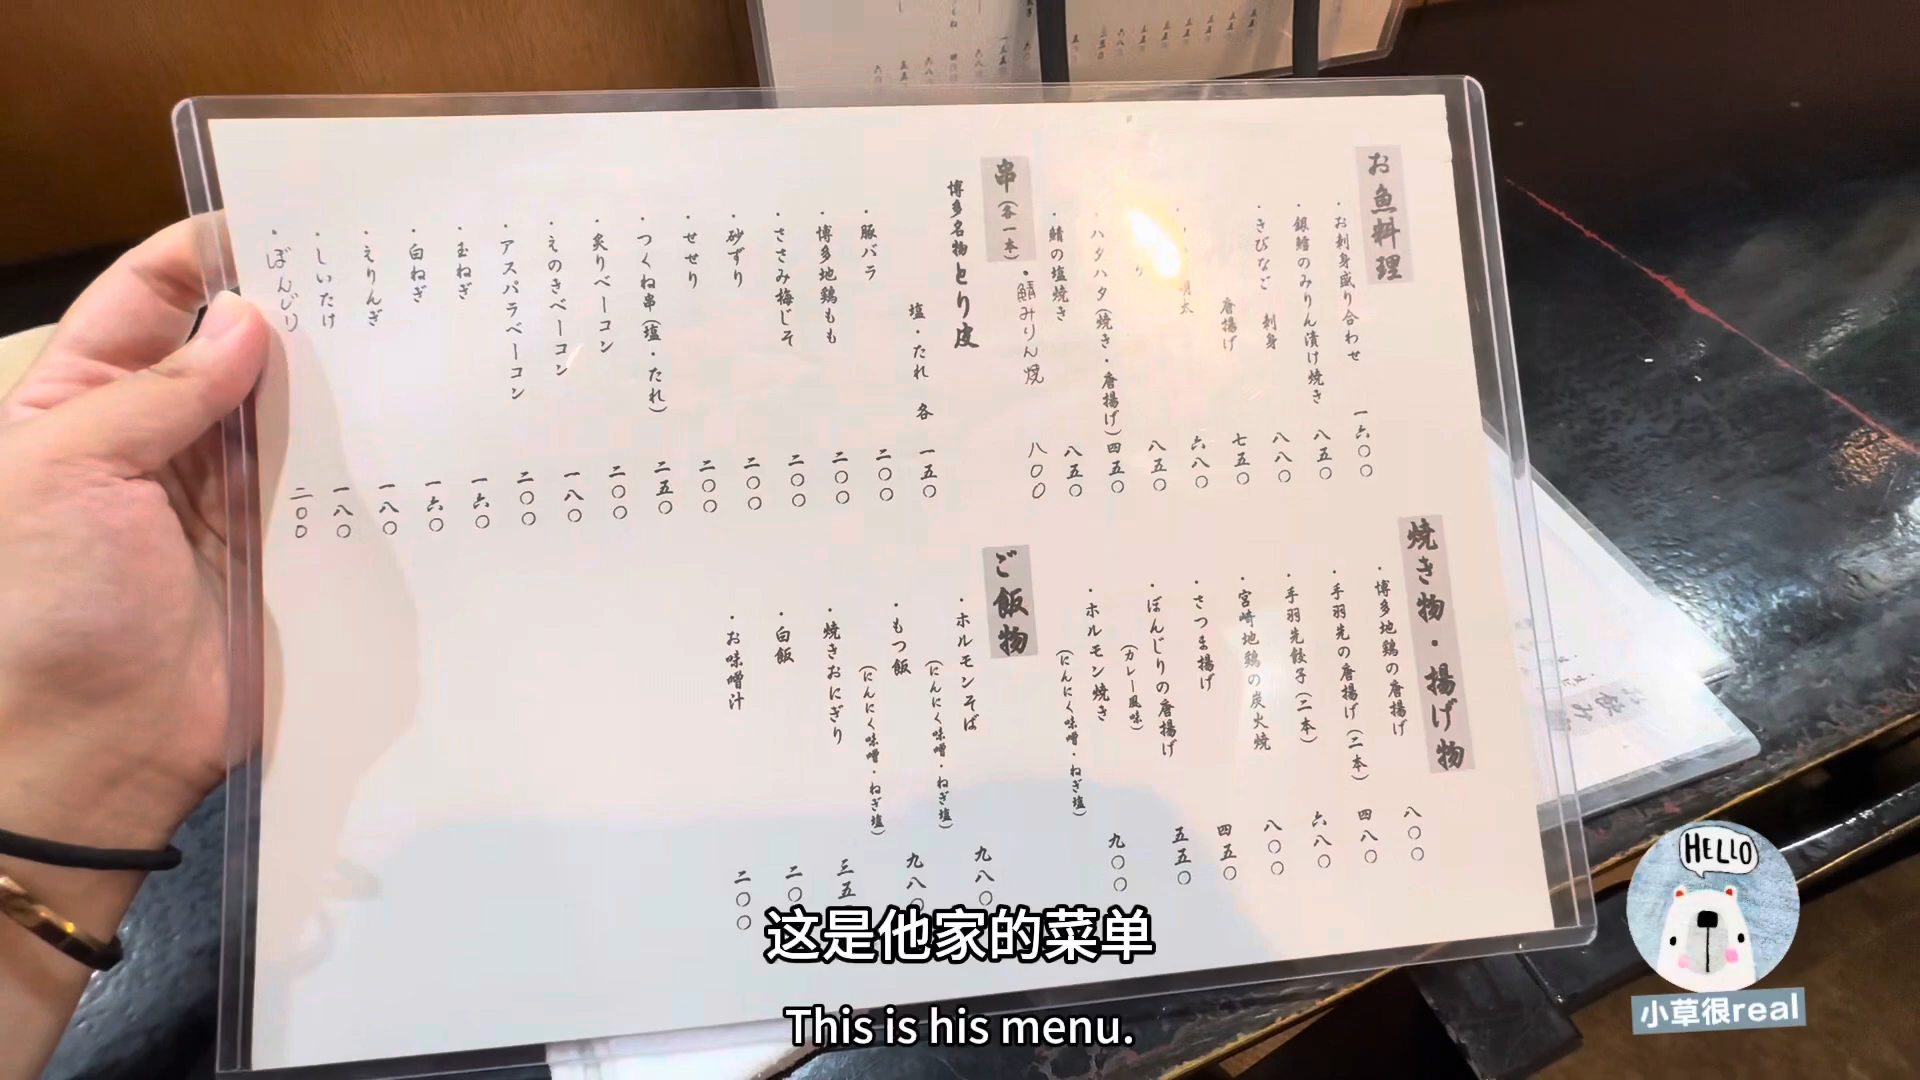 お魚料理
・お刺身盛り合わせ 一六〇〇
・銀鱈のみりん漬け焼き 八五〇
・きびなご 刺身 八八〇
唐揚げ 七五〇
六八〇
八五〇
・ハタハタ(焼き・唐揚げ) 四五〇
・鯖の塩焼き 八五〇
・鯖みりん焼 八〇〇
串(各一本)
博多名物 とり皮
塩・たれ 各 一五〇
・豚バラ 二〇〇
・博多地鶏もも 二〇〇
・ささみ梅じそ 二〇〇
・砂ずり 二〇〇
・せせり 二〇〇
・つくね串(塩・たれ) 二五〇
・炙りベーコン 二〇〇
・えのきベーコン 一八〇
・アスパラベーコン 二〇〇
・玉ねぎ 一六〇
・白ねぎ 一六〇
・えりんぎ 一八〇
・しいたけ 一八〇
・ぼんじり 二〇〇
焼き物・揚げ物
・博多地鶏の唐揚げ 八〇〇
・手羽先の唐揚げ(二本) 四八〇
・手羽先餃子(二本) 六八〇
・宮崎地鶏の炭火焼 八〇〇
・さつま揚げ 四五〇
・ぼんじりの唐揚げ 五五〇
(カレー風味)
・ホルモン焼き 九〇〇
(にんにく味噌・ねぎ塩)
ご飯物
・ホルモンそば 九八〇
(にんにく味噌・ねぎ塩)
・もつ飯 九八〇
(にんにく味噌・ねぎ塩)
・焼きおにぎり 三五
・白飯 二〇
・お味噌汁 二〇〇
这是他家的菜单
This is his menu.
HELLO
小草很real